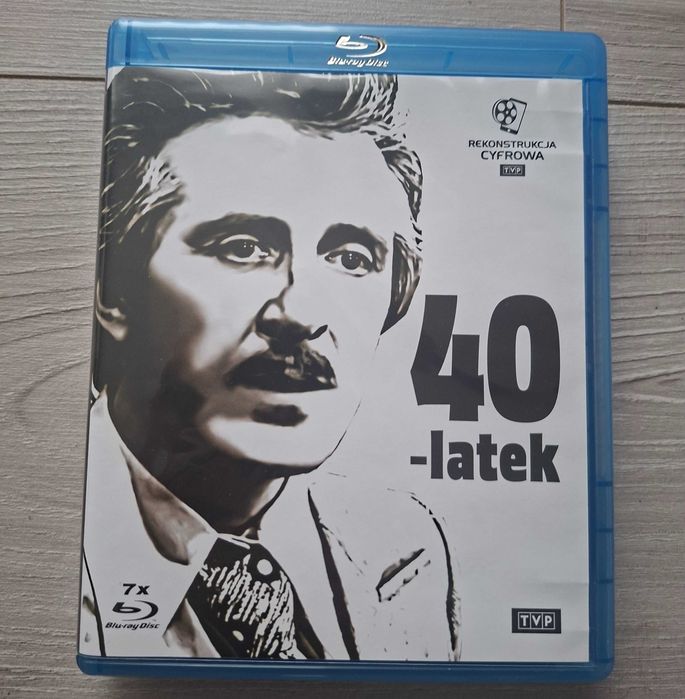 Blu-ray Disc
REKONSTRUKCJA
CYFROWA
TVP
40
-latek
7x
Blu-ray Disc
TVP